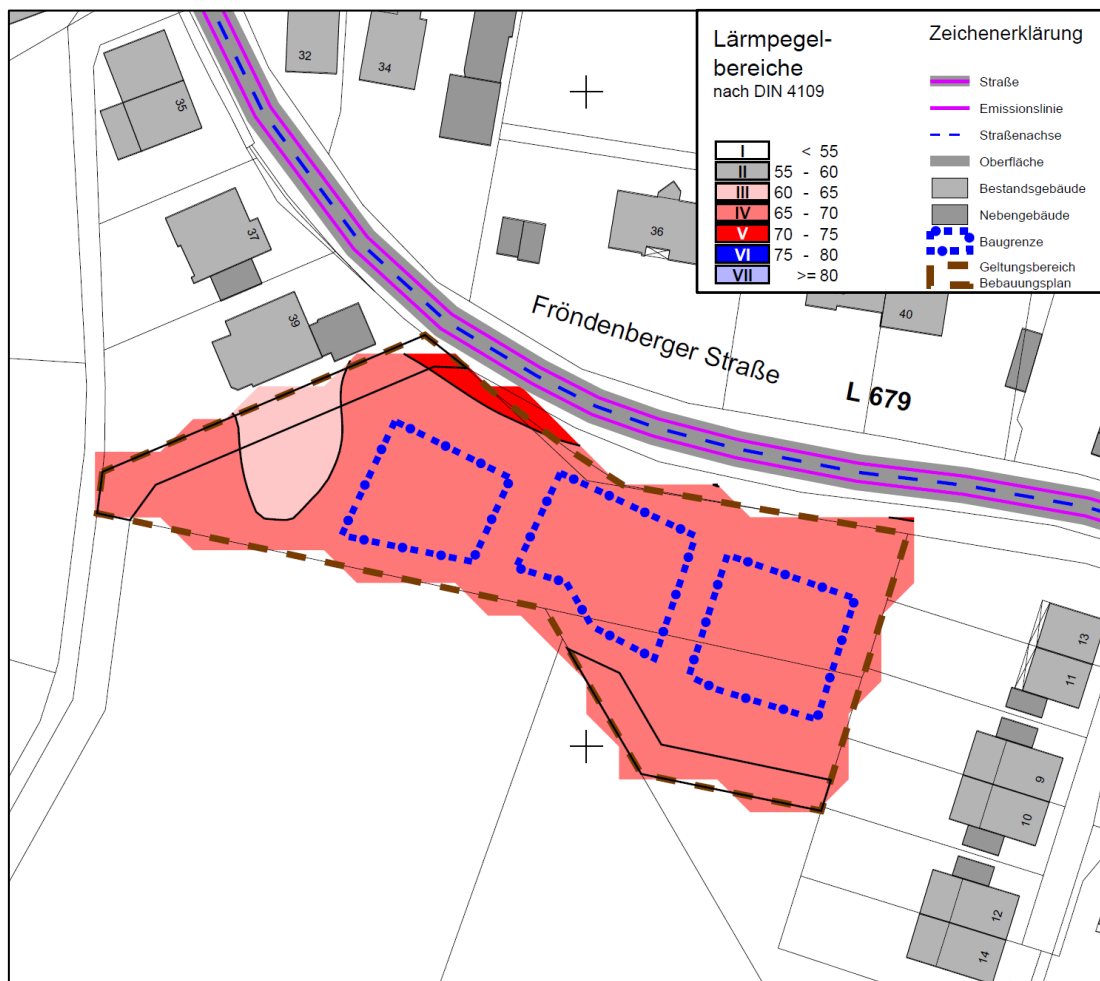 Lärmpegel-
bereiche
nach DIN 4109
I < 55
II 55 - 60
III 60 - 65
IV 65 - 70
V 70 - 75
VI 75 - 80
VII >= 80
Zeichenerklärung
Straße
Emissionslinie
Straßenachse
Oberfläche
Bestandsgebäude
Nebengebäude
Baugrenze
Geltungsbereich
Bebauungsplan
32
34
35
36
37
39
40
Fröndenberger Straße
L 679
13
11
9
10
12
14